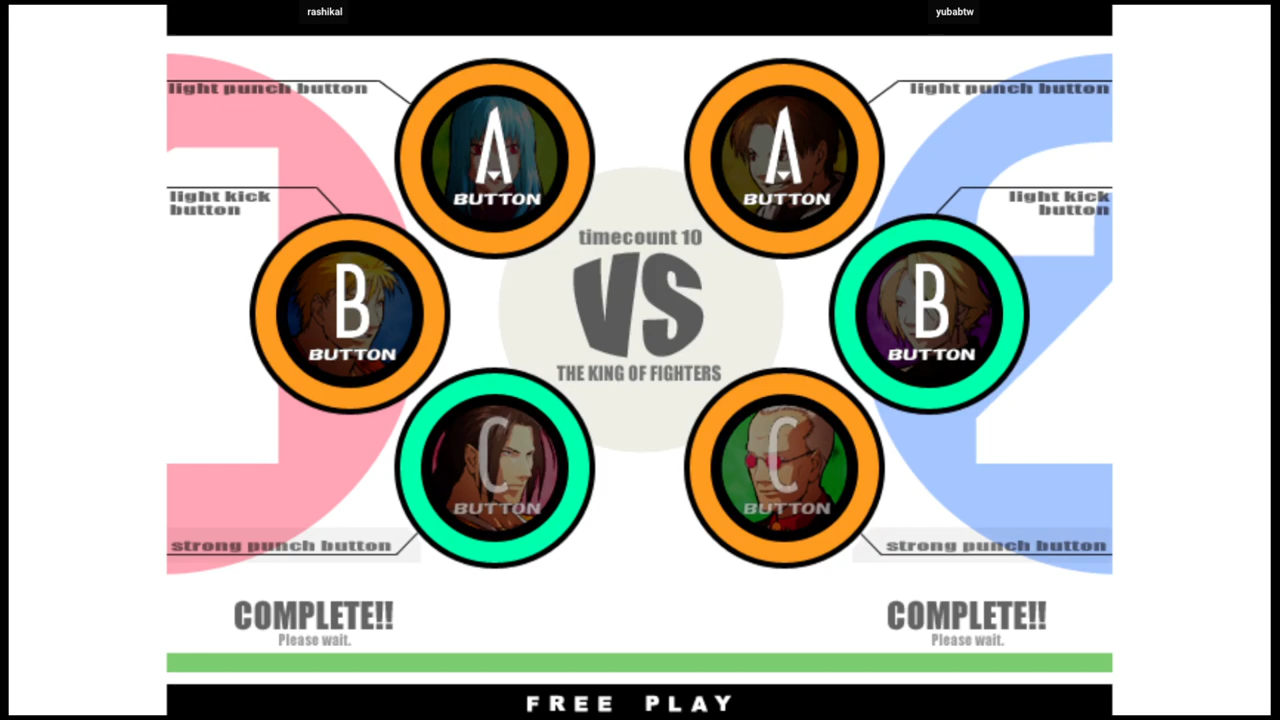 rashikal
yubabtw
light punch button
light punch button
A
BUTTON
A
BUTTON
light kick
button
light kick
button
timecount 10
VS
THE KING OF FIGHTERS
B
BUTTON
B
BUTTON
C
BUTTON
C
BUTTON
strong punch button
strong punch button
COMPLETE!!
Please wait.
COMPLETE!!
Please wait.
FREE PLAY